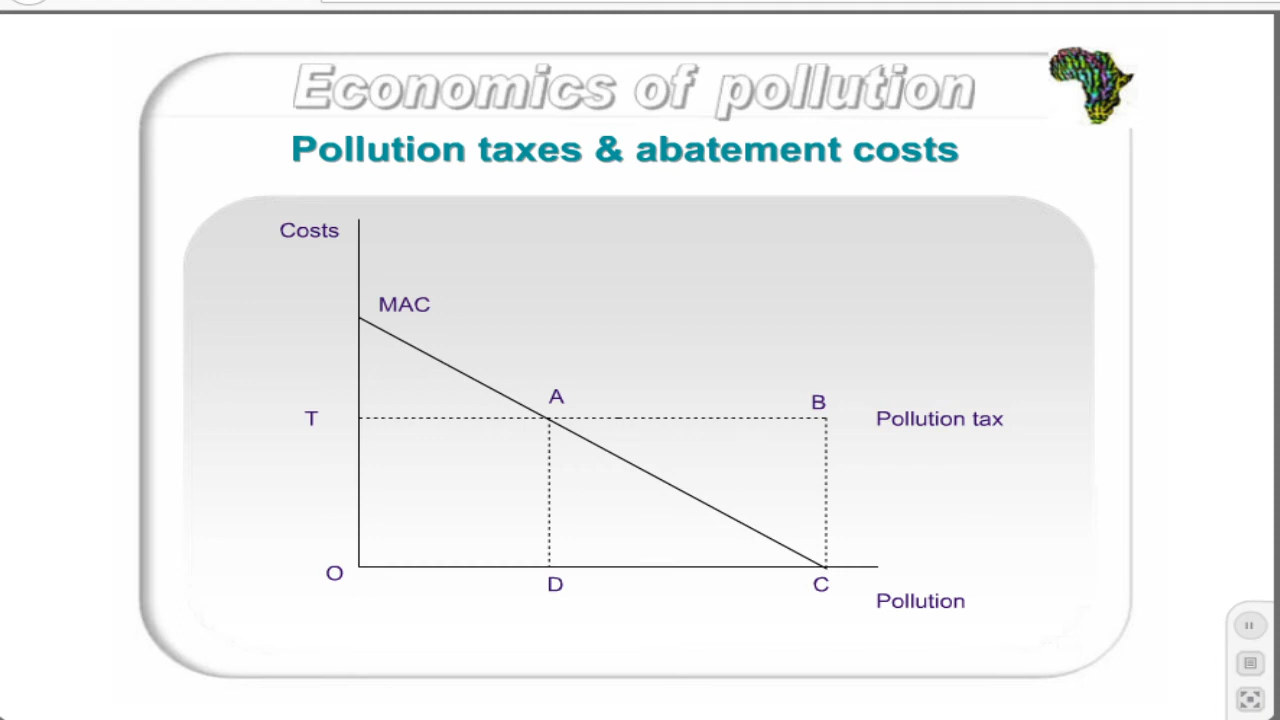 Economics of pollution
Pollution taxes & abatement costs
Costs
MAC
A
B
T
Pollution tax
O
D
C
Pollution